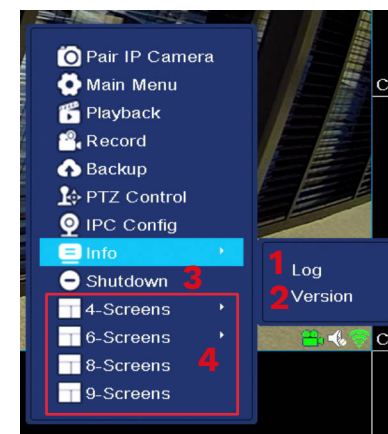 Pair IP Camera
Main Menu
Playback
Record
Backup
PTZ Control
IPC Config
Info
Shutdown 3
4-Screens
6-Screens
8-Screens
9-Screens
4
1 Log
2 Version
C
C